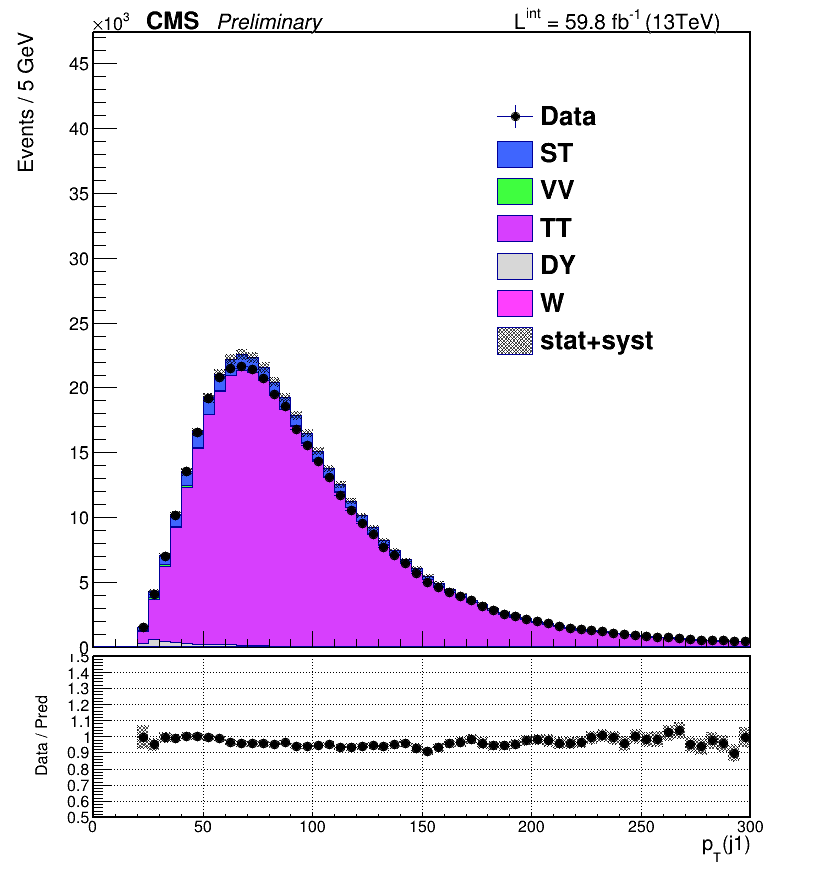 ×10³ CMS Preliminary L^int = 59.8 fb⁻¹ (13TeV)
Events / 5 GeV
45
40
35
30
25
20
15
10
5
0
Data
ST
VV
TT
DY
W
stat+syst
Data / Pred
1.5
1.4
1.3
1.2
1.1
1
0.9
0.8
0.7
0.6
0.5
0 50 100 150 200 250 300
p_T(j1)